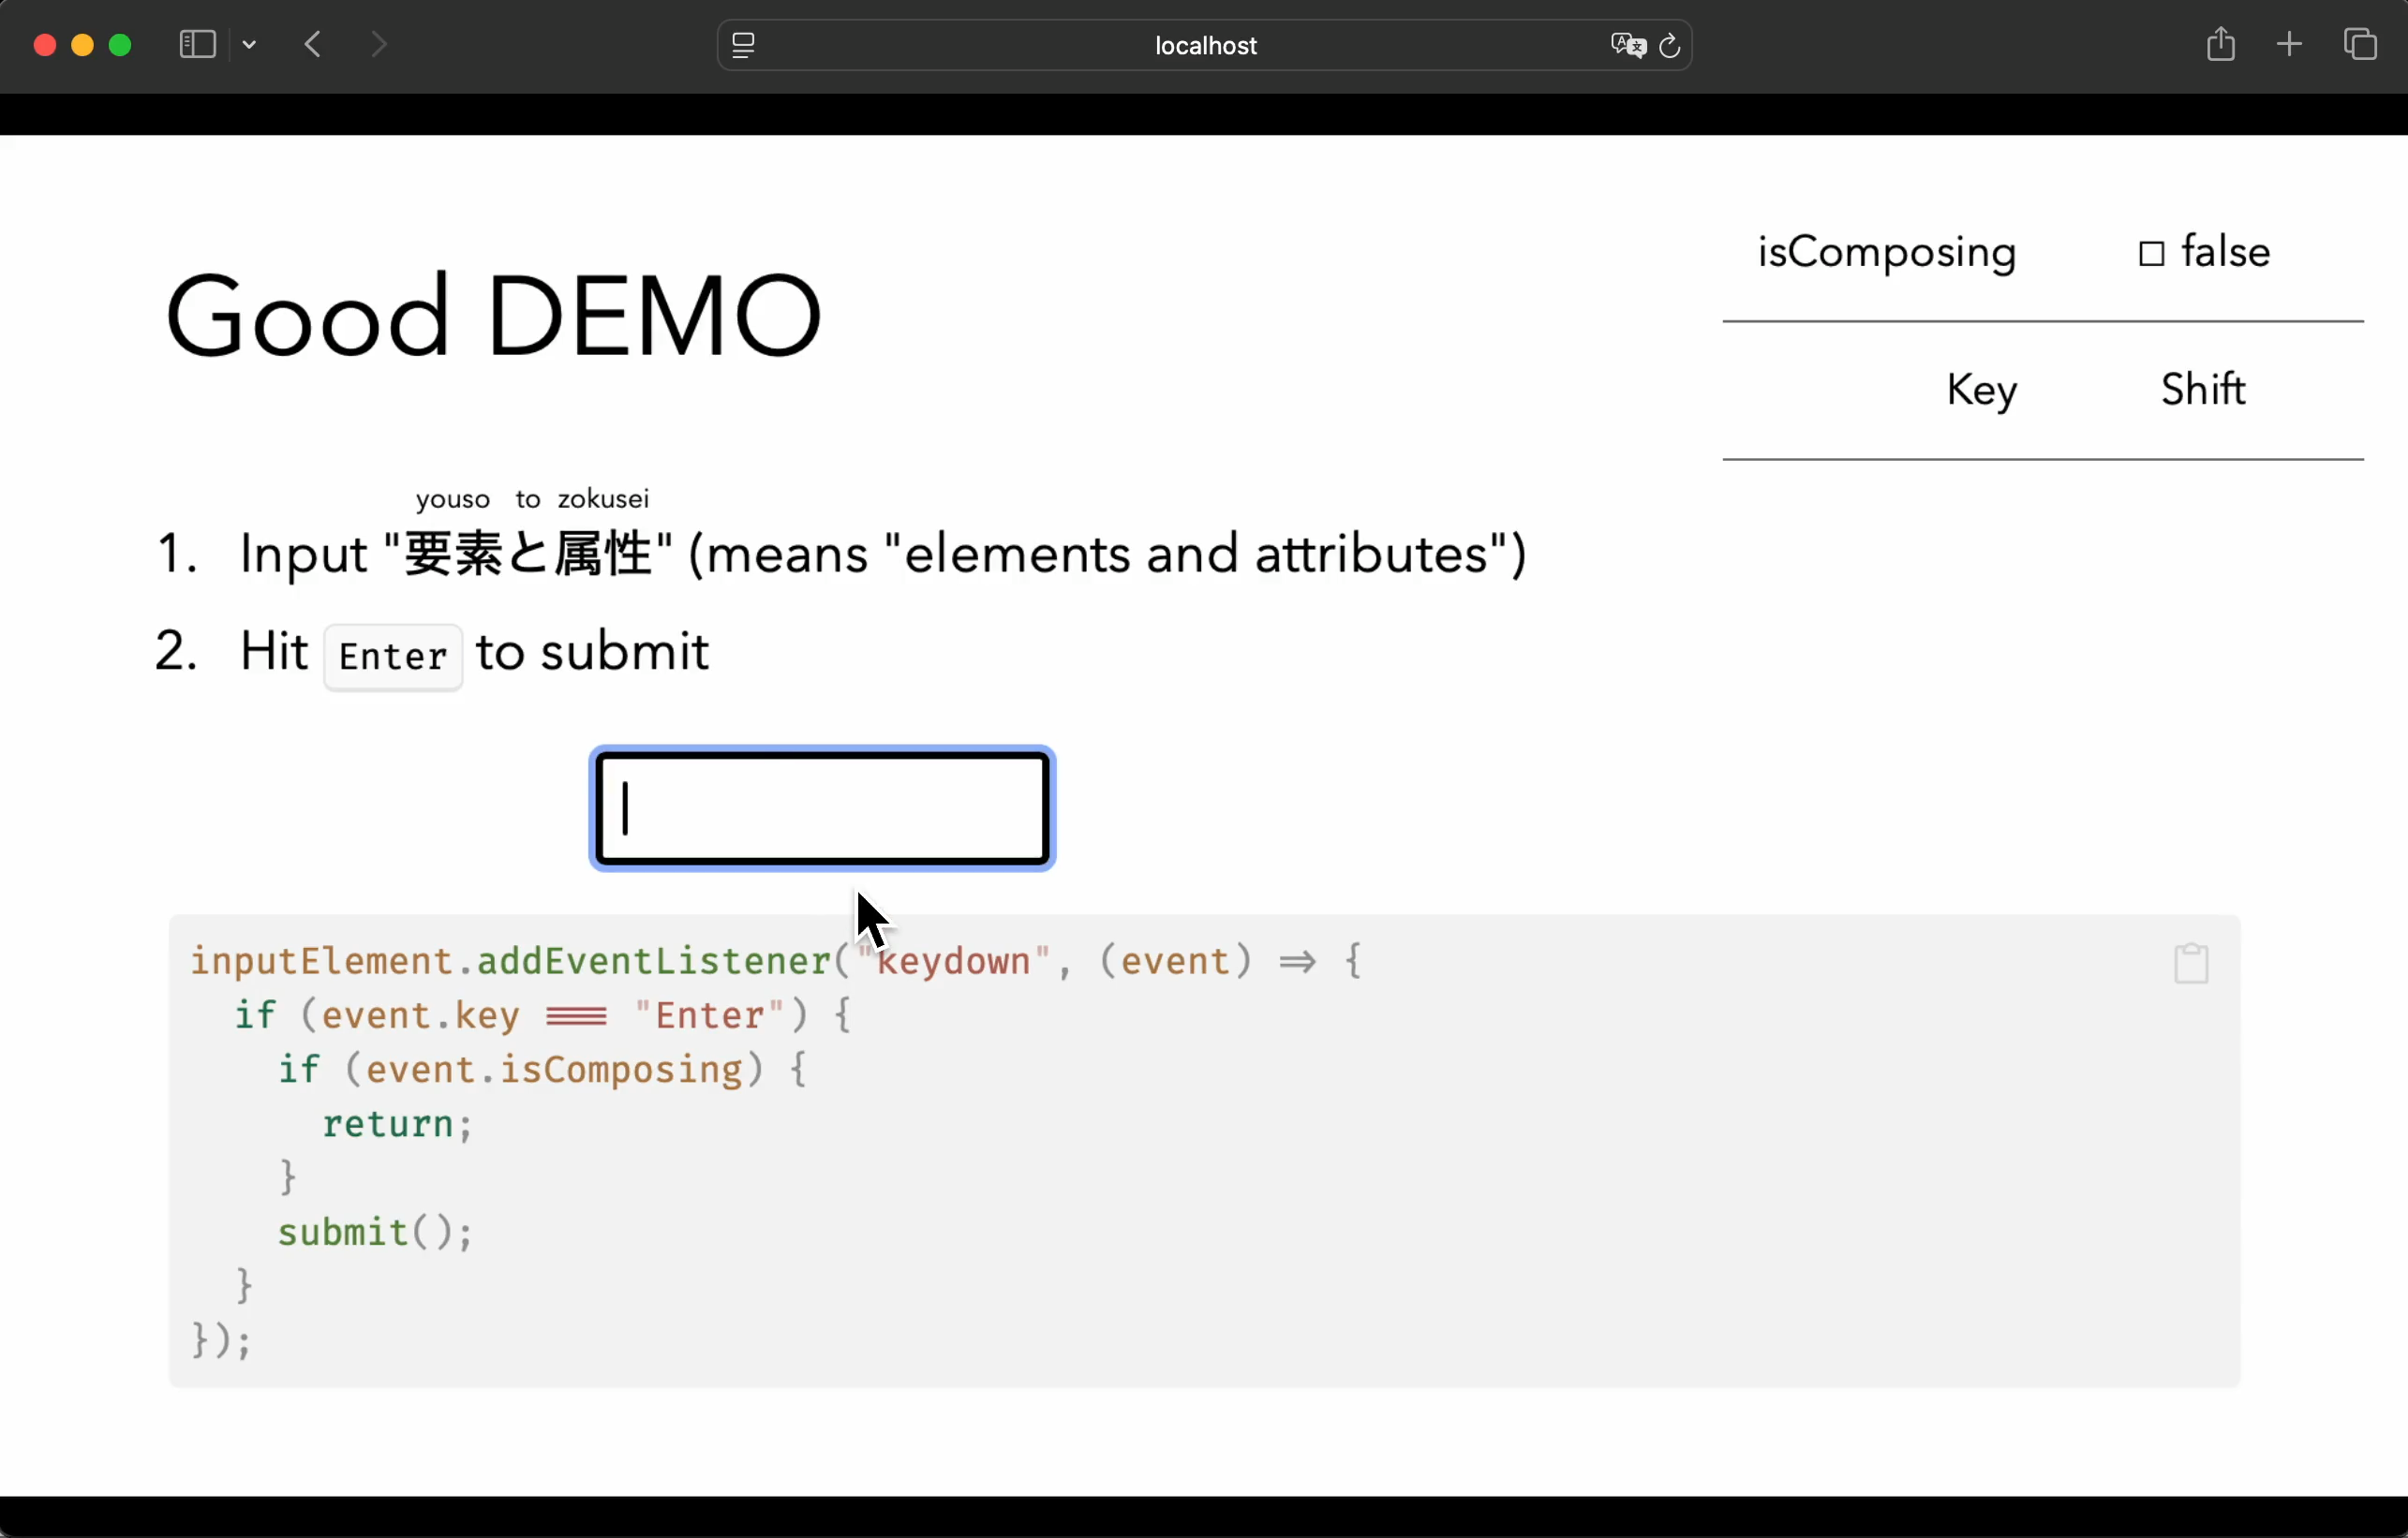 localhost
Good DEMO
isComposing □ false
Key Shift
youso to zokusei
1. Input "要素と属性" (means "elements and attributes")
2. Hit Enter to submit
inputElement.addEventListener("keydown", (event) => {
  if (event.key === "Enter") {
    if (event.isComposing) {
      return;
    }
    submit();
  }
});